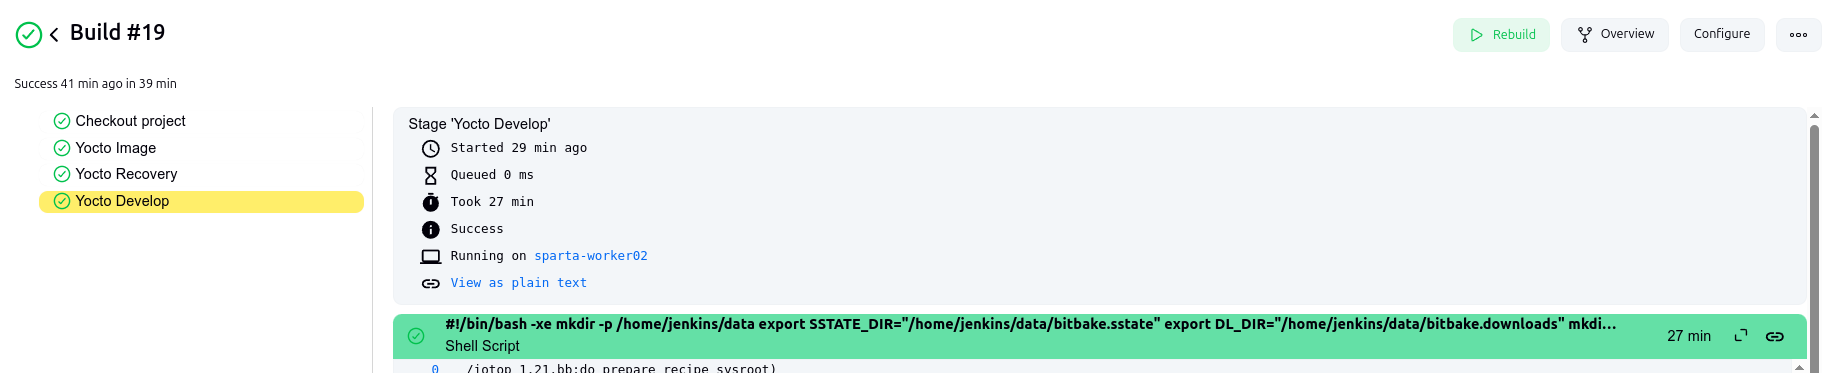 Build #19
Rebuild
Overview
Configure
Success 41 min ago in 39 min
Checkout project
Yocto Image
Yocto Recovery
Yocto Develop
Stage 'Yocto Develop'
Started 29 min ago
Queued 0 ms
Took 27 min
Success
Running on sparta-worker02
View as plain text
#!/bin/bash -xe mkdir -p /home/jenkins/data export SSTATE_DIR="/home/jenkins/data/bitbake.sstate" export DL_DIR="/home/jenkins/data/bitbake.downloads" mkdi...
Shell Script
27 min
0 /iotop_1.21.bb:do_prepare_recipe_sysroot)